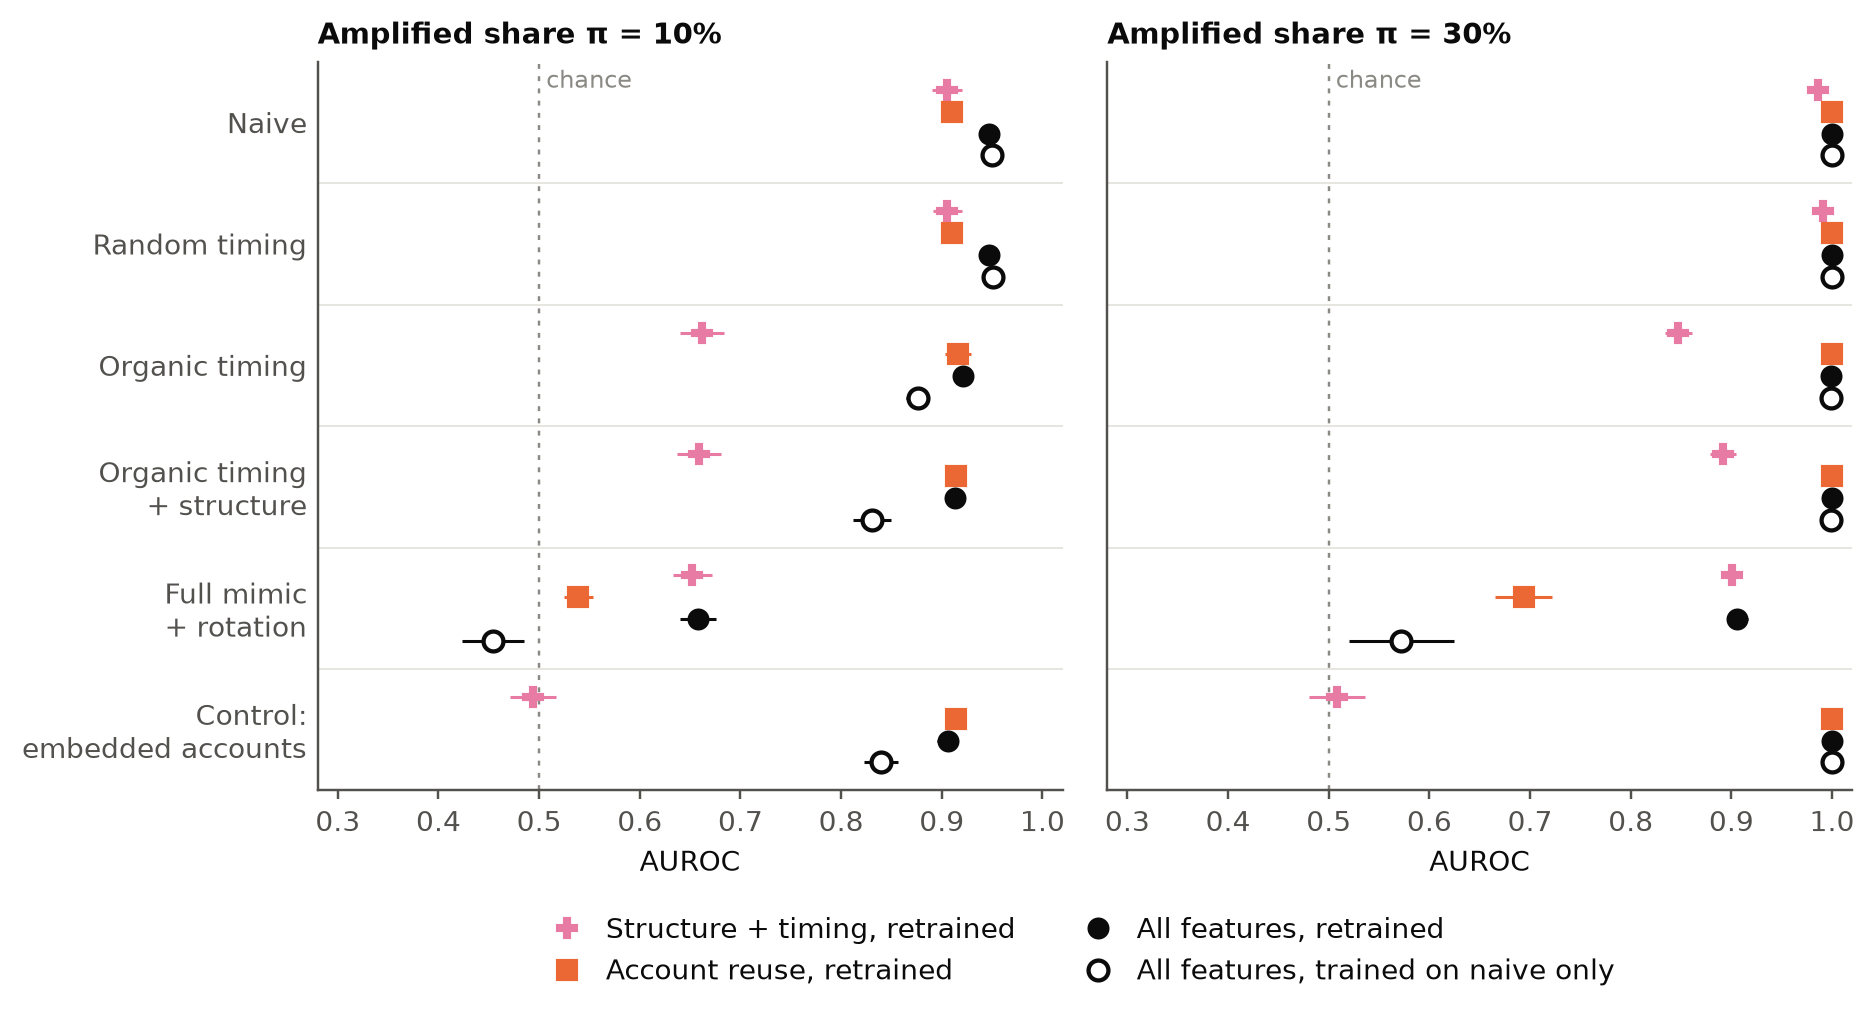 Amplified share π = 10%
Amplified share π = 30%
chance
chance
Naive
Random timing
Organic timing
Organic timing
+ structure
Full mimic
+ rotation
Control:
embedded accounts
0.3 0.4 0.5 0.6 0.7 0.8 0.9 1.0
0.3 0.4 0.5 0.6 0.7 0.8 0.9 1.0
AUROC
AUROC
Structure + timing, retrained
Account reuse, retrained
All features, retrained
All features, trained on naive only